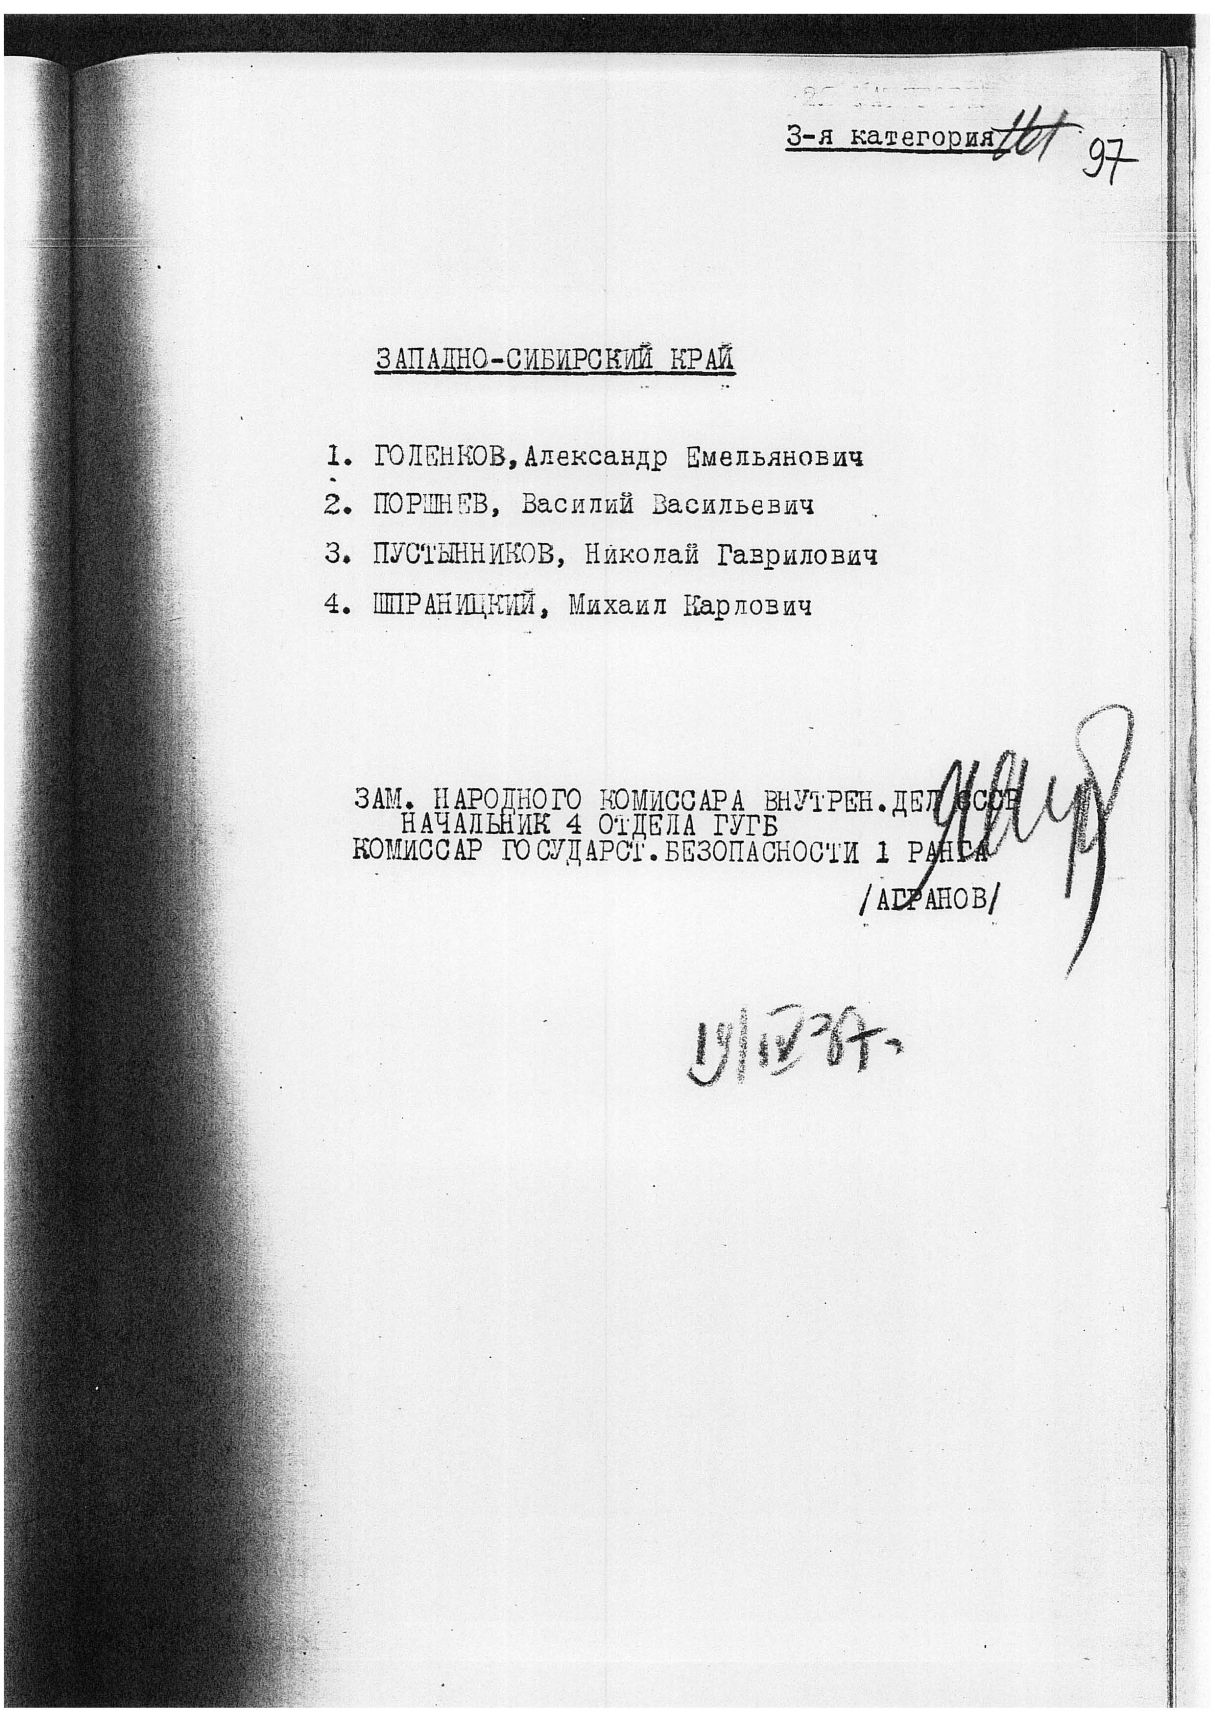 3-я категория 161
97
ЗАПАДНО-СИБИРСКИЙ КРАЙ
1. ГОЛЕНКОВ, Александр Емельянович
2. ПОРШНЕВ, Василий Васильевич
3. ПУСТЫННИКОВ, Николай Гаврилович
4. ШПРАНИЦКИЙ, Михаил Карлович
ЗАМ. НАРОДНОГО КОМИССАРА ВНУТРЕН.ДЕЛ СССР
НАЧАЛЬНИК 4 ОТДЕЛА ГУГБ
КОМИССАР ГОСУДАРСТ.БЕЗОПАСНОСТИ 1 РАНГА
/АГРАНОВ/
19/IV 37г.